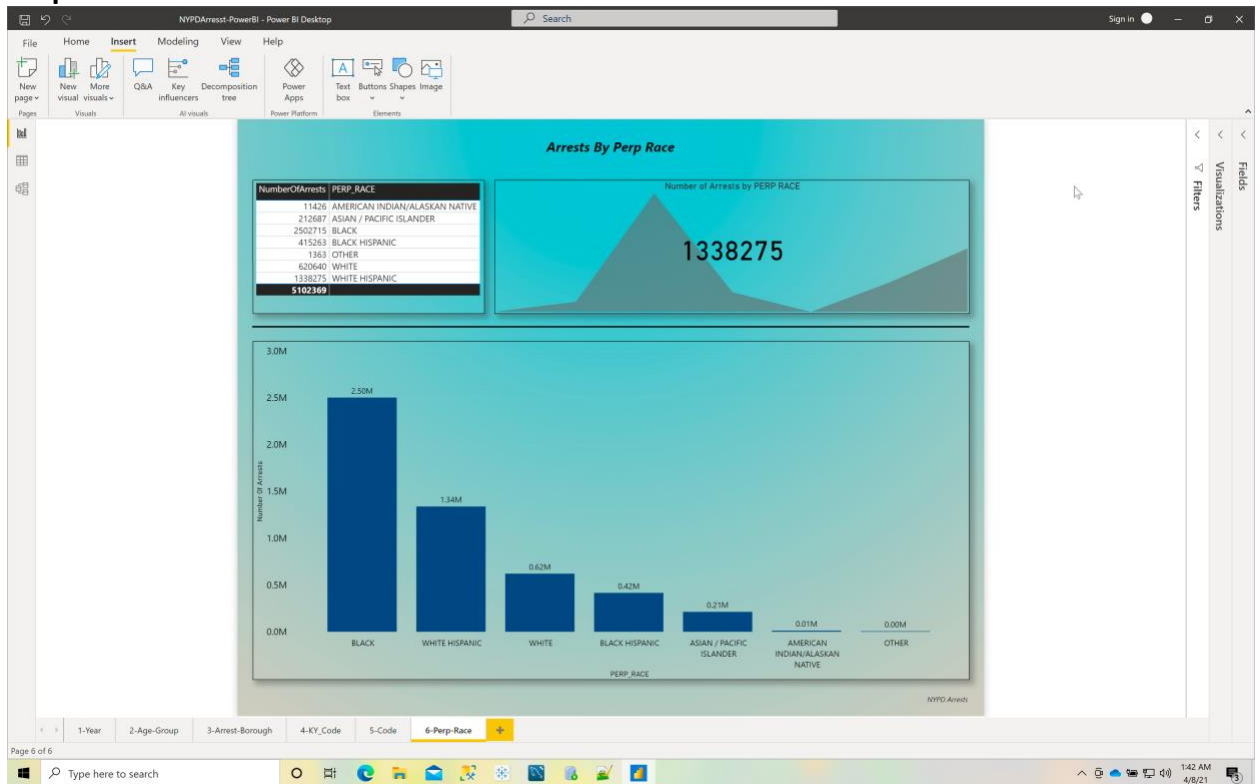 NYPDArresst-PowerBI - Power BI Desktop
Search
Sign in
File Home Insert Modeling View Help
New page
New visual
More visuals
Q&A
Key influencers
Decomposition tree
Power Apps
Text box
Buttons
Shapes
Image
Pages
Visuals
AI visuals
Power Platform
Elements
Filters
Visualizations
Fields
Arrests By Perp Race
NumberOfArrests PERP_RACE
11426 AMERICAN INDIAN/ALASKAN NATIVE
212687 ASIAN / PACIFIC ISLANDER
2502715 BLACK
415263 BLACK HISPANIC
1363 OTHER
620640 WHITE
1338275 WHITE HISPANIC
5102369
Number of Arrests by PERP RACE
1338275
3.0M
2.5M
2.0M
1.5M
1.0M
0.5M
0.0M
Number Of Arrests
2.50M
1.34M
0.62M
0.42M
0.21M
0.01M
0.00M
BLACK
WHITE HISPANIC
WHITE
BLACK HISPANIC
ASIAN / PACIFIC
ISLANDER
AMERICAN
INDIAN/ALASKAN
NATIVE
OTHER
PERP_RACE
NYPD Arrests
1-Year 2-Age-Group 3-Arrest-Borough 4-KY_Code 5-Code 6-Perp-Race
Page 6 of 6
Type here to search
1:42 AM
4/8/21